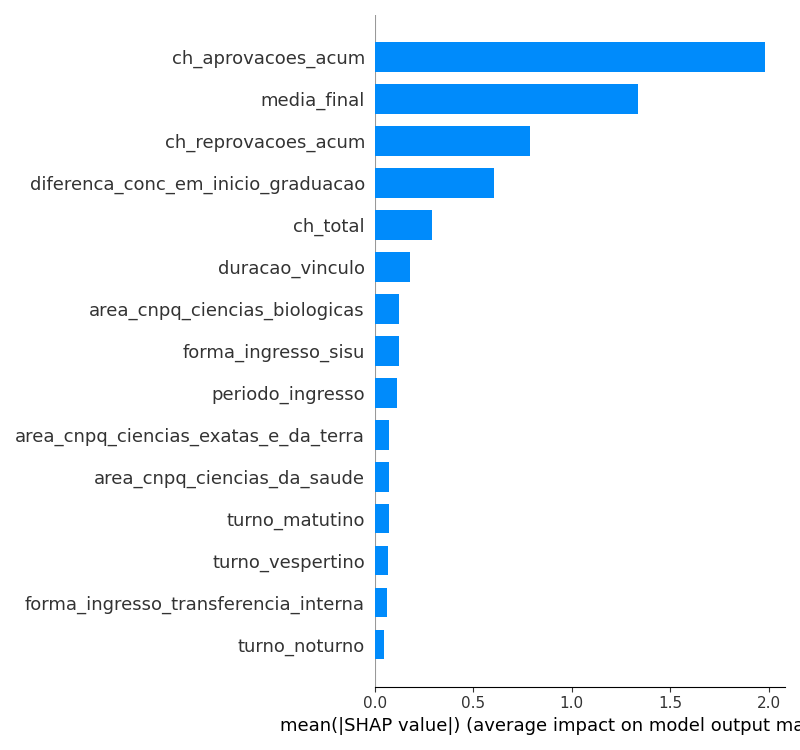 ch_aprovacoes_acum
media_final
ch_reprovacoes_acum
diferenca_conc_em_inicio_graduacao
ch_total
duracao_vinculo
area_cnpq_ciencias_biologicas
forma_ingresso_sisu
periodo_ingresso
area_cnpq_ciencias_exatas_e_da_terra
area_cnpq_ciencias_da_saude
turno_matutino
turno_vespertino
forma_ingresso_transferencia_interna
turno_noturno
0.0 0.5 1.0 1.5 2.0
mean(|SHAP value|) (average impact on model output ma